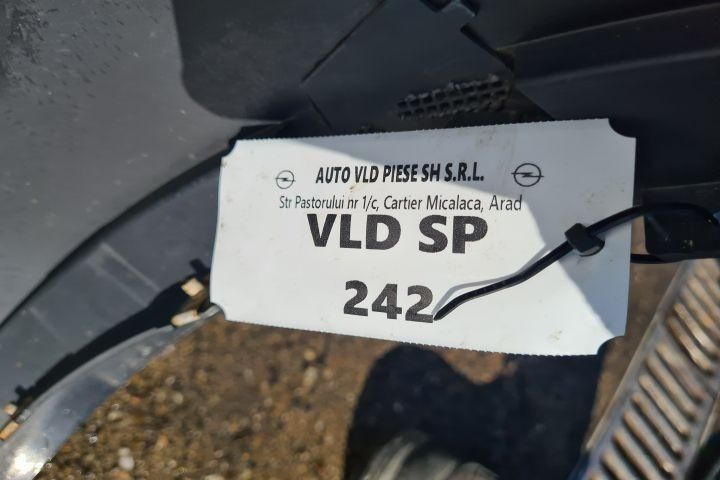 AUTO VLD PIESE SH S.R.L.
Str Pastorului nr 1/c, Cartier Micalaca, Arad
VLD SP
242